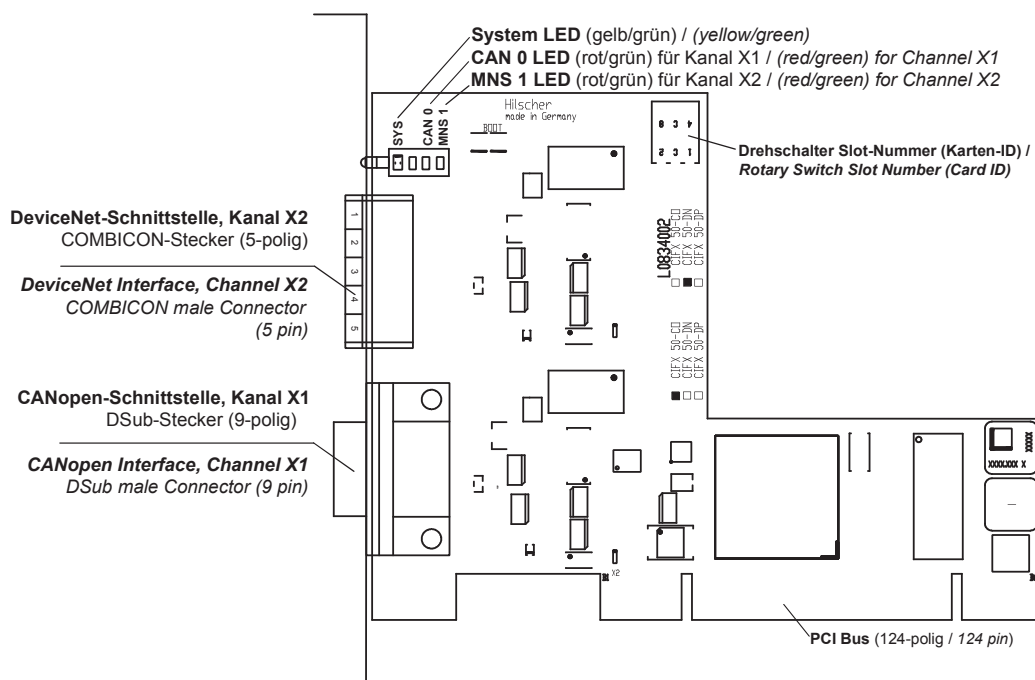 System LED (gelb/grün) / (yellow/green)
CAN 0 LED (rot/grün) für Kanal X1 / (red/green) for Channel X1
MNS 1 LED (rot/grün) für Kanal X2 / (red/green) for Channel X2
SYS
CAN 0
MNS 1
Hilscher
made in Germany
BOOT
Drehschalter Slot-Nummer (Karten-ID) /
Rotary Switch Slot Number (Card ID)
DeviceNet-Schnittstelle, Kanal X2
COMBICON-Stecker (5-polig)
DeviceNet Interface, Channel X2
COMBICON male Connector
(5 pin)
1
2
3
4
5
L0834002
CIFX 50-CO
CIFX 50-DN
CIFX 50-DP
CIFX 50-CO
CIFX 50-DN
CIFX 50-DP
CANopen-Schnittstelle, Kanal X1
DSub-Stecker (9-polig)
CANopen Interface, Channel X1
DSub male Connector (9 pin)
XXXXX
XXXX.XXX X
X2
PCI Bus (124-polig / 124 pin)